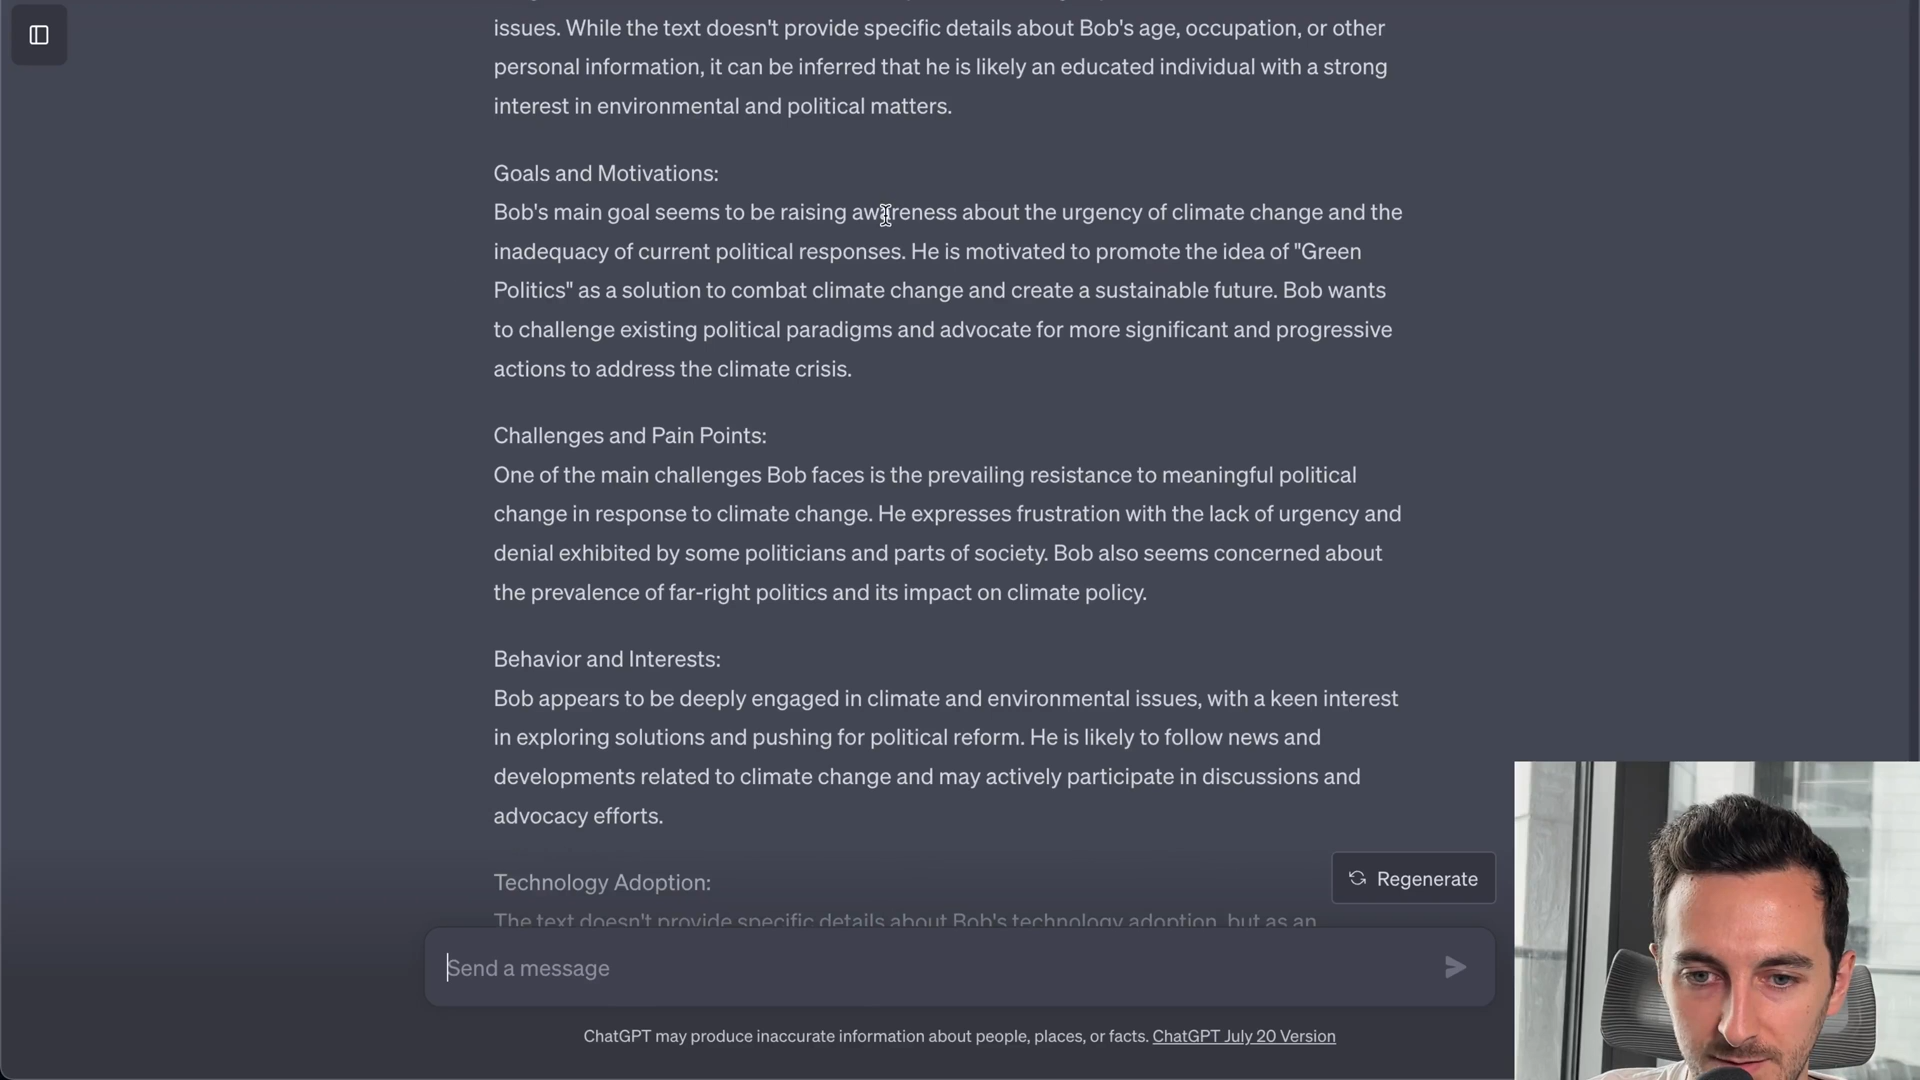 issues. While the text doesn't provide specific details about Bob's age, occupation, or other
personal information, it can be inferred that he is likely an educated individual with a strong
interest in environmental and political matters.
Goals and Motivations:
Bob's main goal seems to be raising awareness about the urgency of climate change and the
inadequacy of current political responses. He is motivated to promote the idea of "Green
Politics" as a solution to combat climate change and create a sustainable future. Bob wants
to challenge existing political paradigms and advocate for more significant and progressive
actions to address the climate crisis.
Challenges and Pain Points:
One of the main challenges Bob faces is the prevailing resistance to meaningful political
change in response to climate change. He expresses frustration with the lack of urgency and
denial exhibited by some politicians and parts of society. Bob also seems concerned about
the prevalence of far-right politics and its impact on climate policy.
Behavior and Interests:
Bob appears to be deeply engaged in climate and environmental issues, with a keen interest
in exploring solutions and pushing for political reform. He is likely to follow news and
developments related to climate change and may actively participate in discussions and
advocacy efforts.
Technology Adoption:
The text doesn't provide specific details about Bob's technology adoption, but as an
Regenerate
Send a message
ChatGPT may produce inaccurate information about people, places, or facts. ChatGPT July 20 Version